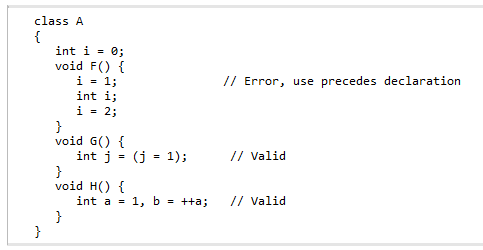 class A
{
   int i = 0;
   void F() {
      i = 1;               // Error, use precedes declaration
      int i;
      i = 2;
   }
   void G() {
      int j = (j = 1);      // Valid
   }
   void H() {
      int a = 1, b = ++a;   // Valid
   }
}